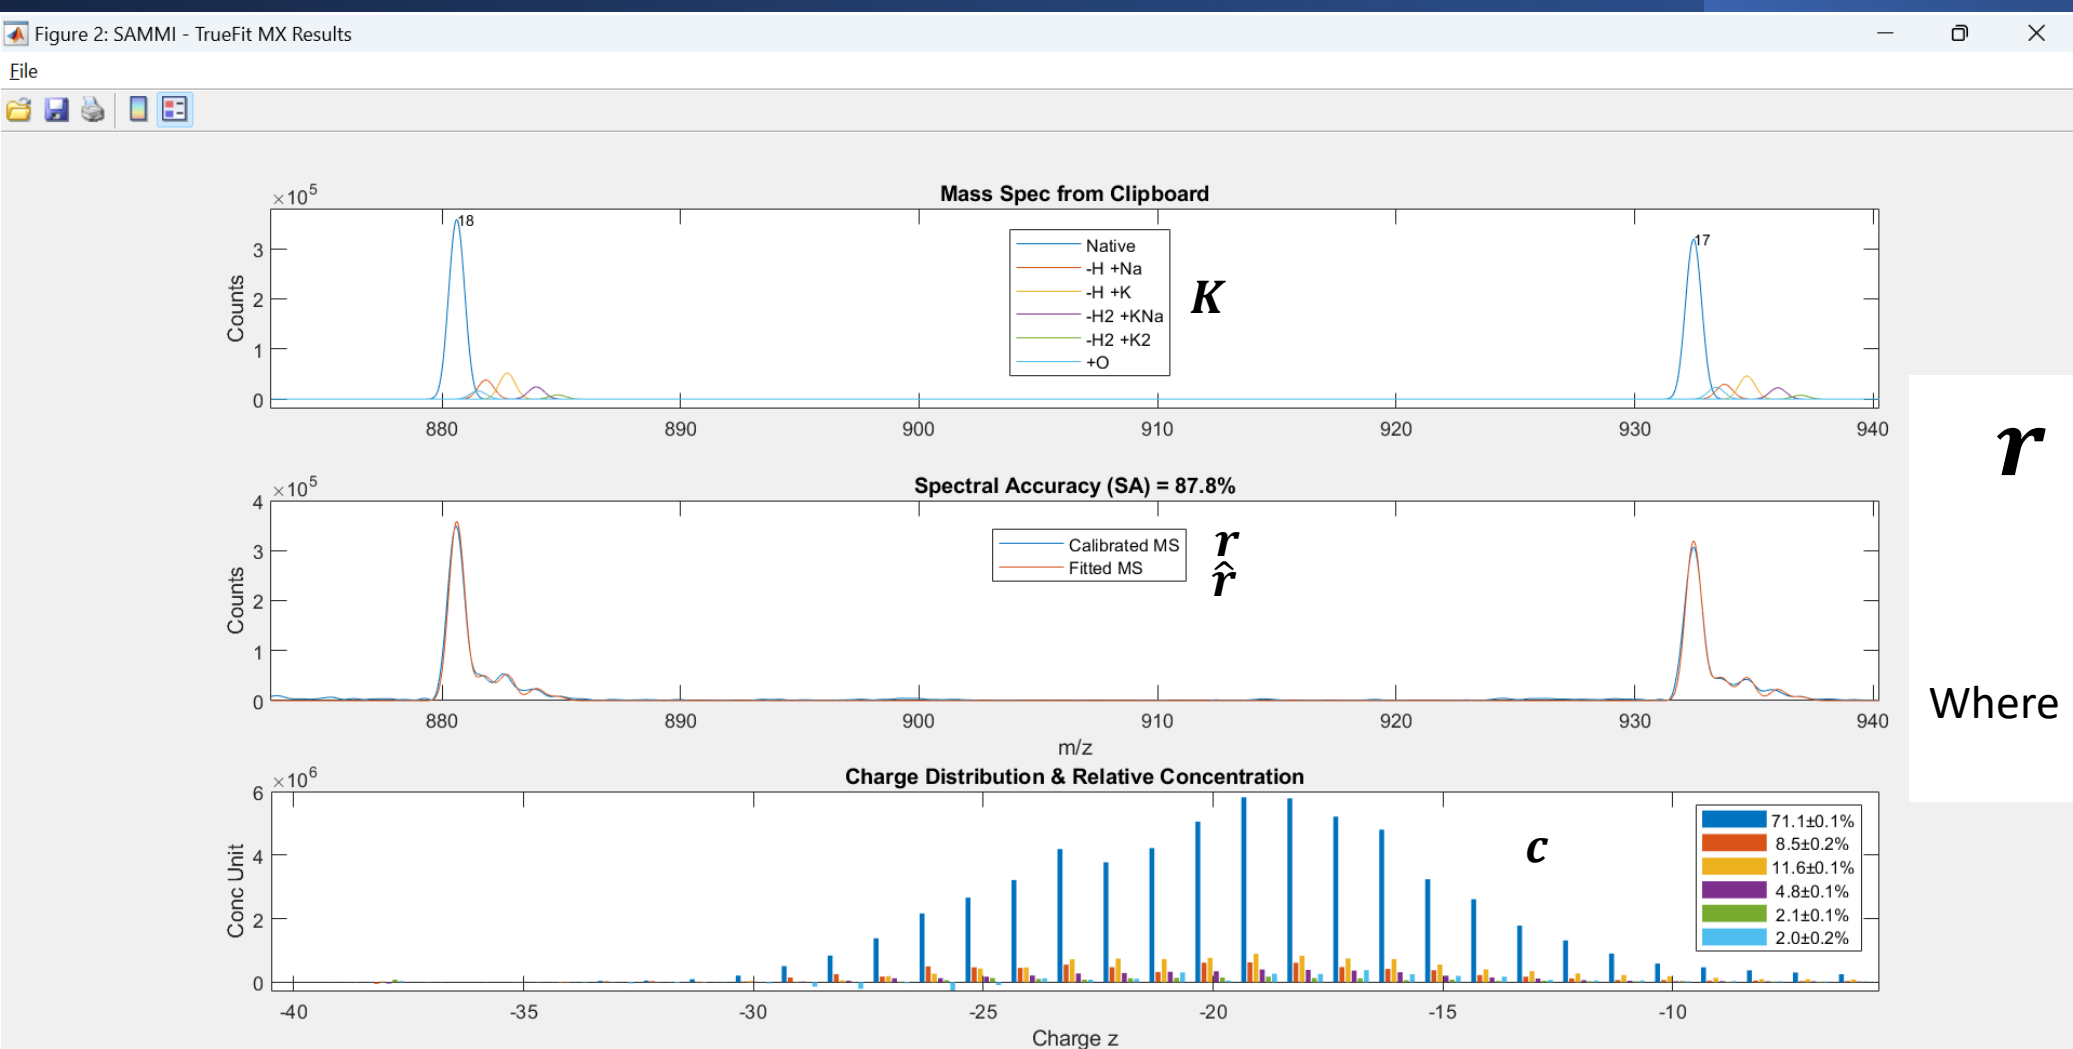 Figure 2: SAMMI - TrueFit MX Results
File
×10^5
Mass Spec from Clipboard
18
17
3
2
1
0
Counts
Native
-H +Na
-H +K
-H2 +KNa
-H2 +K2
+O
K
880
890
900
910
920
930
940
r
×10^5
Spectral Accuracy (SA) = 87.8%
4
3
2
1
0
Counts
Calibrated MS
Fitted MS
r
r̂
880
890
900
910
920
930
940
m/z
Where
×10^6
Charge Distribution & Relative Concentration
6
4
2
0
Conc Unit
c
71.1±0.1%
8.5±0.2%
11.6±0.1%
4.8±0.1%
2.1±0.1%
2.0±0.2%
-40
-35
-30
-25
-20
-15
-10
Charge z